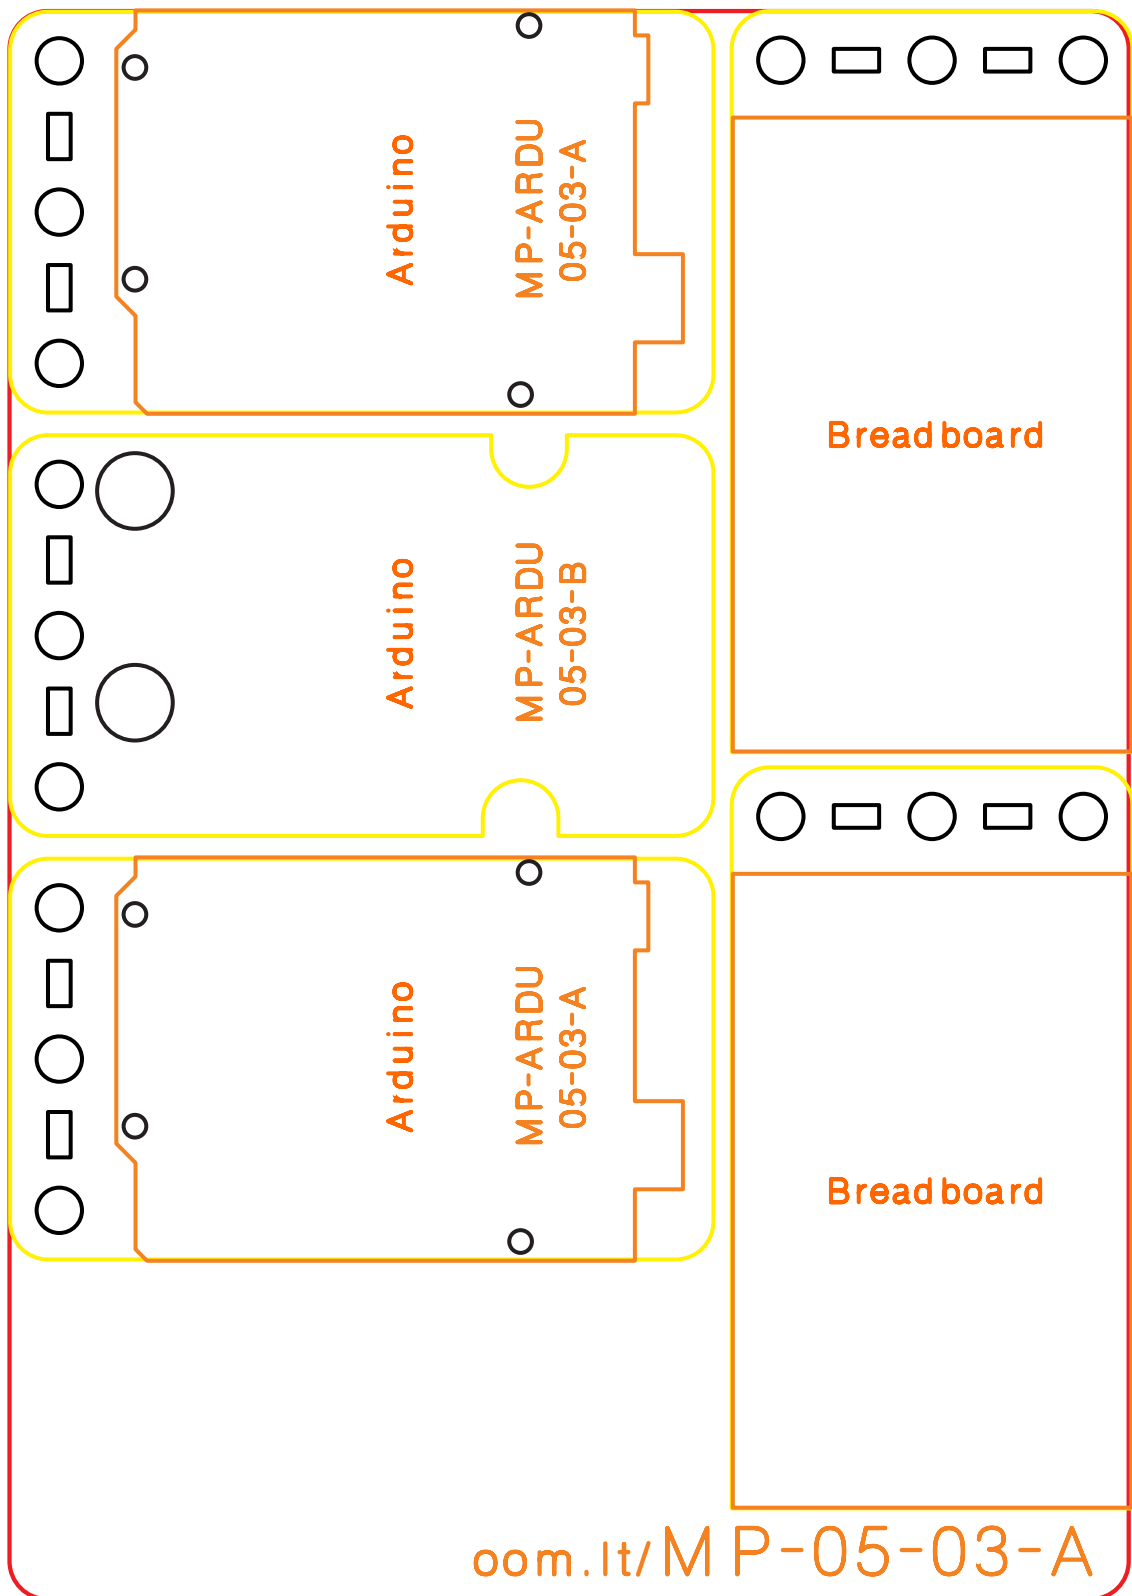 Arduino
MP-ARDU
05-03-A
Breadboard
Arduino
MP-ARDU
05-03-B
Arduino
MP-ARDU
05-03-A
Breadboard
oom.lt/MP-05-03-A